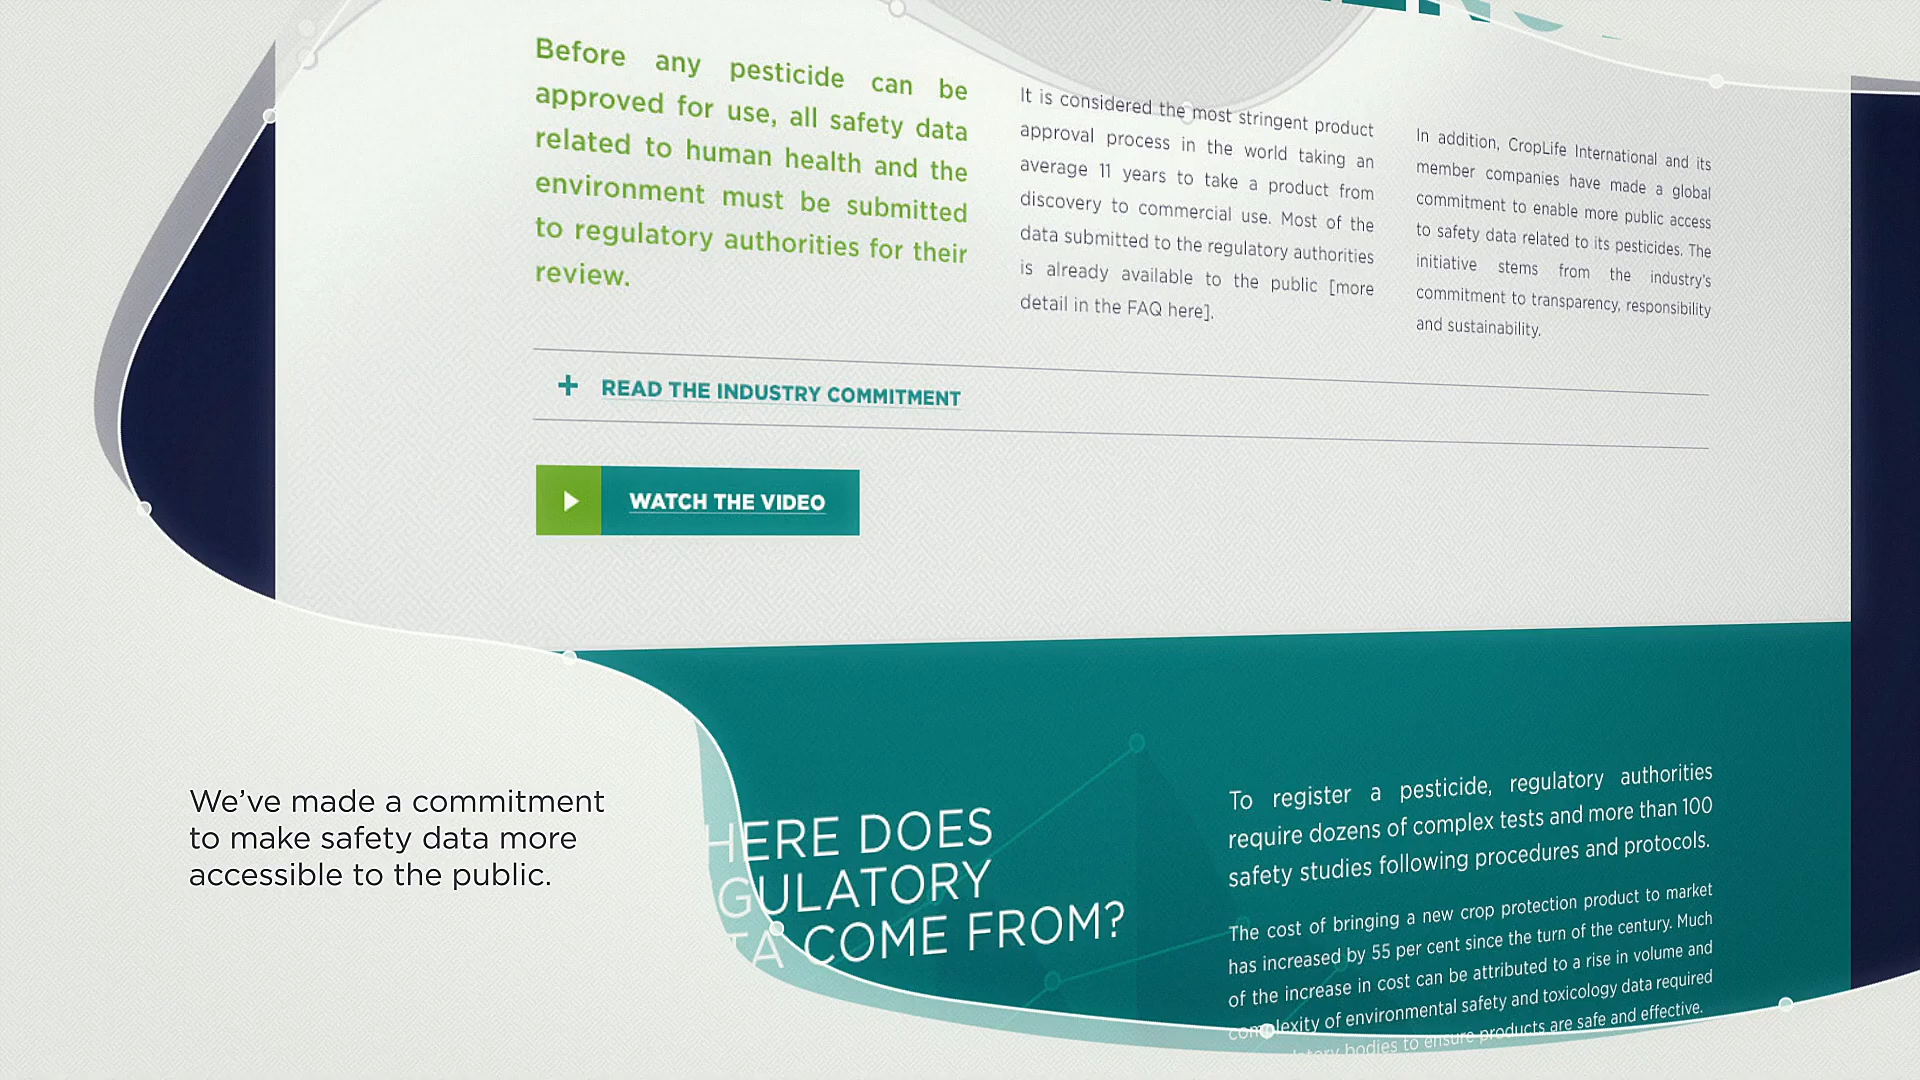 Before any pesticide can be
approved for use, all safety data
related to human health and the
environment must be submitted
to regulatory authorities for their
review.
It is considered the most stringent product
approval process in the world taking an
average 11 years to take a product from
discovery to commercial use. Most of the
data submitted to the regulatory authorities
is already available to the public [more
detail in the FAQ here].
In addition, CropLife International and its
member companies have made a global
commitment to enable more public access
to safety data related to its pesticides. The
initiative stems from the industry's
commitment to transparency, responsibility
and sustainability.
+ READ THE INDUSTRY COMMITMENT
WATCH THE VIDEO
We've made a commitment
to make safety data more
accessible to the public.
HERE DOES
GULATORY
TA COME FROM?
To register a pesticide, regulatory authorities
require dozens of complex tests and more than 100
safety studies following procedures and protocols.
The cost of bringing a new crop protection product to market
has increased by 55 per cent since the turn of the century. Much
of the increase in cost can be attributed to a rise in volume and
complexity of environmental safety and toxicology data required
bodies to ensure products are safe and effective.